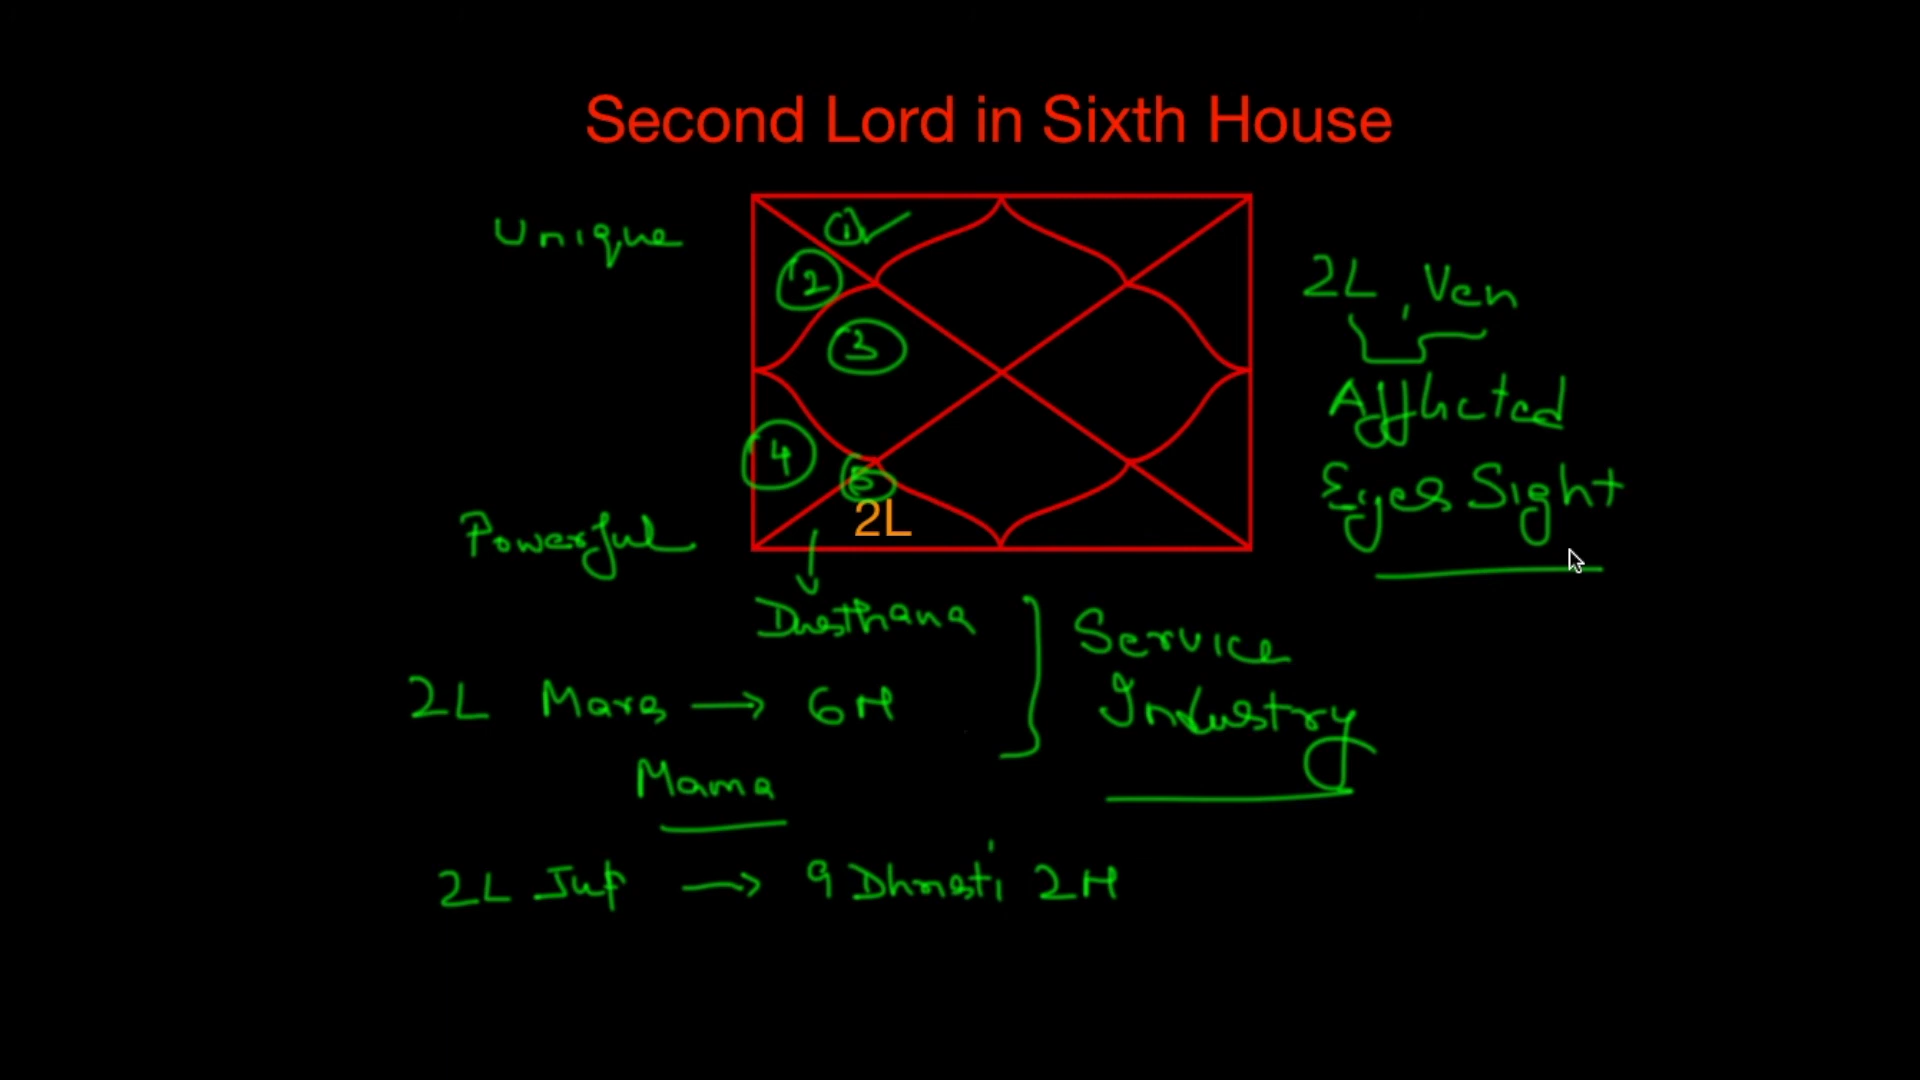 Second Lord in Sixth House
Unique
1
2
3
4
5
2L
2L, Ven
Afflicted
Eyes Sight
Powerful
Dusthana
Service
Industry
2L Mars → 6H
Mama
2L Jup → 9 Dhrsti 2H